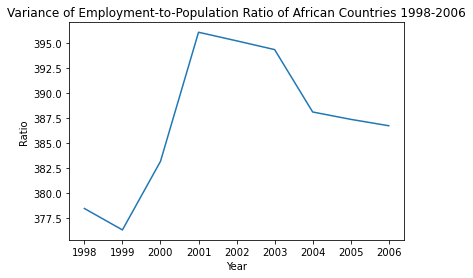 Variance of Employment-to-Population Ratio of African Countries 1998-2006
395.0
392.5
390.0
387.5
385.0
382.5
380.0
377.5
Ratio
1998 1999 2000 2001 2002 2003 2004 2005 2006
Year